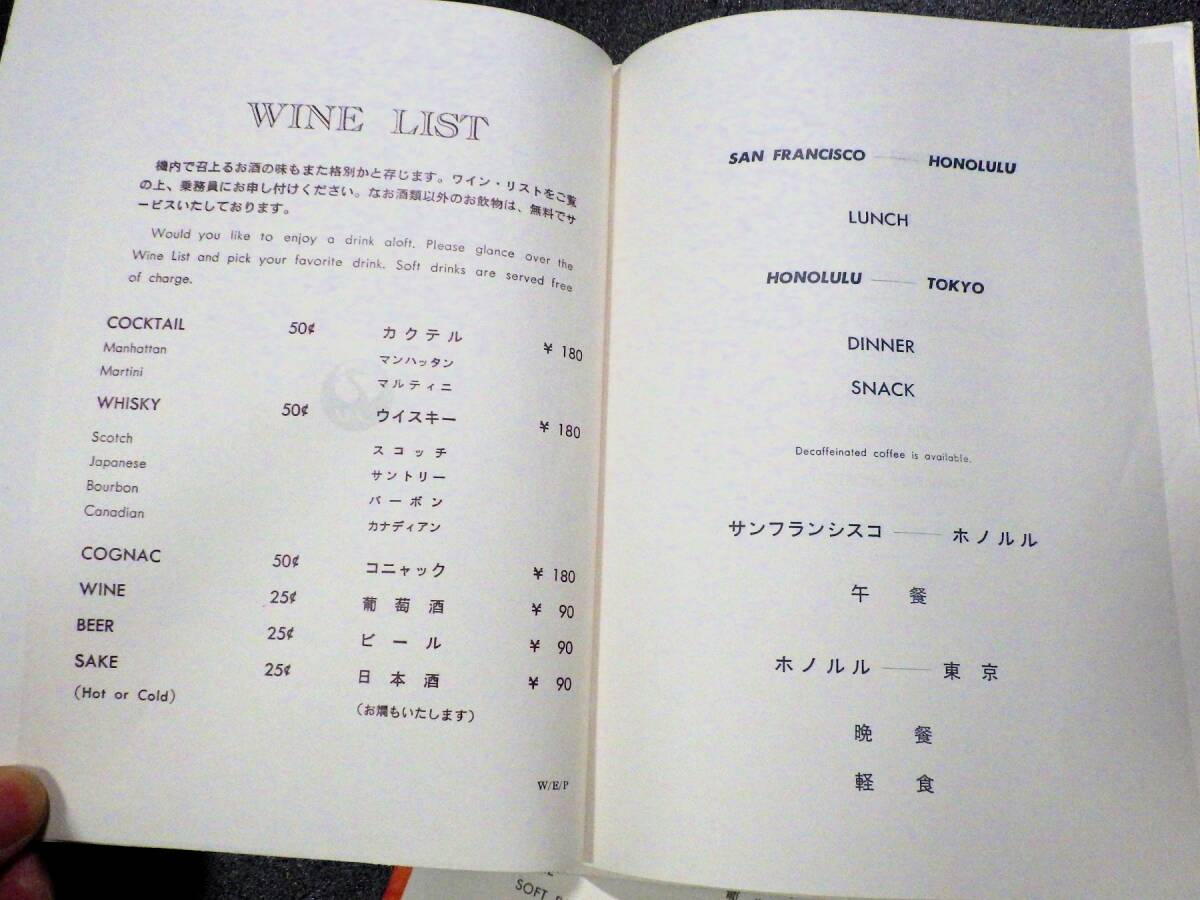 WINE LIST
機内で召上るお酒の味もまた格別かと存じます。ワイン・リストをご覧
の上、乗務員にお申し付けください。なお酒類以外のお飲物は、無料でサ
ービスいたしております。
Would you like to enjoy a drink aloft. Please glance over the
Wine List and pick your favorite drink. Soft drinks are served free
of charge.
COCKTAIL 50¢ カクテル ¥ 180
Manhattan マンハッタン
Martini マルティニ
WHISKY 50¢ ウイスキー ¥ 180
Scotch スコッチ
Japanese サントリー
Bourbon バーボン
Canadian カナディアン
COGNAC 50¢ コニャック ¥ 180
WINE 25¢ 葡萄酒 ¥ 90
BEER 25¢ ビール ¥ 90
SAKE 25¢ 日本酒 ¥ 90
(Hot or Cold) (お燗もいたします)
W/E/P
SAN FRANCISCO — HONOLULU
LUNCH
HONOLULU — TOKYO
DINNER
SNACK
Decaffeinated coffee is available.
サンフランシスコ — ホノルル
午餐
ホノルル — 東京
晩餐
軽食
SOFT